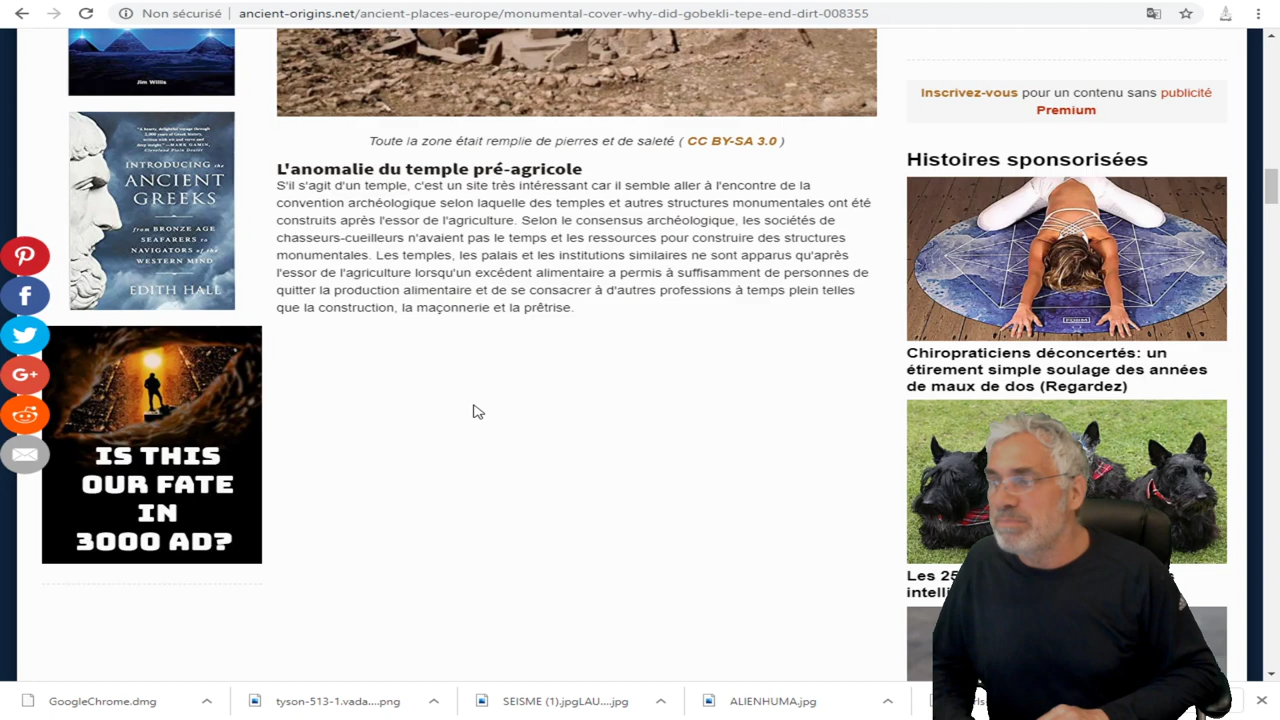 Non sécurisé
ancient-origins.net/ancient-places-europe/monumental-cover-why-did-gobekli-tepe-end-dirt-008355
Jim Willis
INTRODUCING the
ANCIENT
GREEKS
from BRONZE AGE
SEAFARERS to
NAVIGATORS of the
WESTERN MIND
EDITH HALL
IS THIS
OUR FATE
IN
3000 AD?
Toute la zone était remplie de pierres et de saleté ( CC BY-SA 3.0 )
L'anomalie du temple pré-agricole
S'il s'agit d'un temple, c'est un site très intéressant car il semble aller à l'encontre de la
convention archéologique selon laquelle des temples et autres structures monumentales ont été
construits après l'essor de l'agriculture. Selon le consensus archéologique, les sociétés de
chasseurs-cueilleurs n'avaient pas le temps et les ressources pour construire des structures
monumentales. Les temples, les palais et les institutions similaires ne sont apparus qu'après
l'essor de l'agriculture lorsqu'un excédent alimentaire a permis à suffisamment de personnes de
quitter la production alimentaire et de se consacrer à d'autres professions à temps plein telles
que la construction, la maçonnerie et la prêtrise.
Inscrivez-vous pour un contenu sans publicité
Premium
Histoires sponsorisées
Chiropraticiens déconcertés: un
étirement simple soulage des années
de maux de dos (Regardez)
Les 25
GoogleChrome.dmg
tyson-513-1.vada....png
SEISME (1).jpgLAU....jpg
ALIENHUMA.jpg